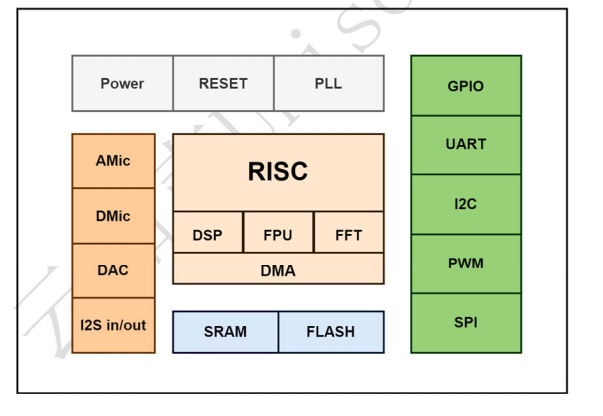 Power RESET PLL
GPIO
UART
I2C
PWM
SPI
AMic
DMic
DAC
I2S in/out
RISC
DSP FPU FFT
DMA
SRAM FLASH